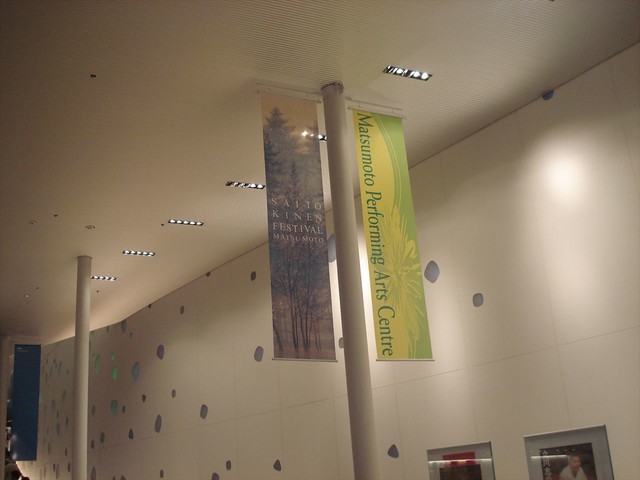 SAITO
KINEN
FESTIVAL
MATSUMOTO
Matsumoto Performing Arts Centre